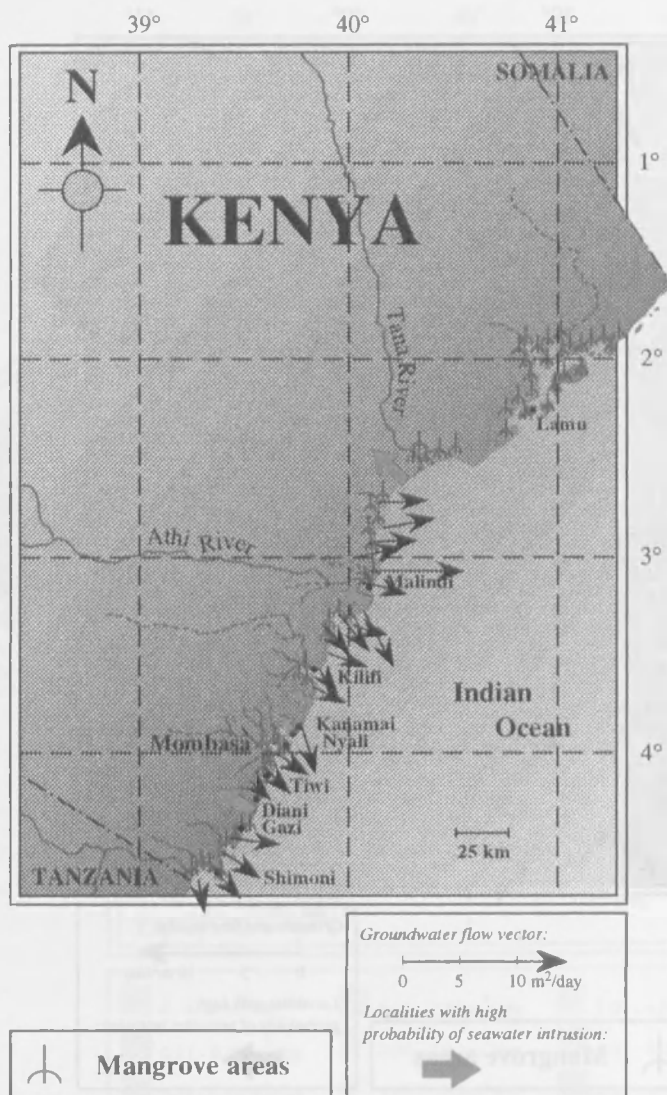 39° 40° 41°
SOMALIA
N
1°
KENYA
Tana River
2°
Lamu
Athi River
3°
Malindi
Kilifi
Indian
Ocean
Kanamai
Mombasa
Nyali
4°
Tiwi
Diani
Gazi
25 km
TANZANIA
Shimoni
Groundwater flow vector:
0 5 10 m²/day
Localities with high
probability of seawater intrusion:
Mangrove areas